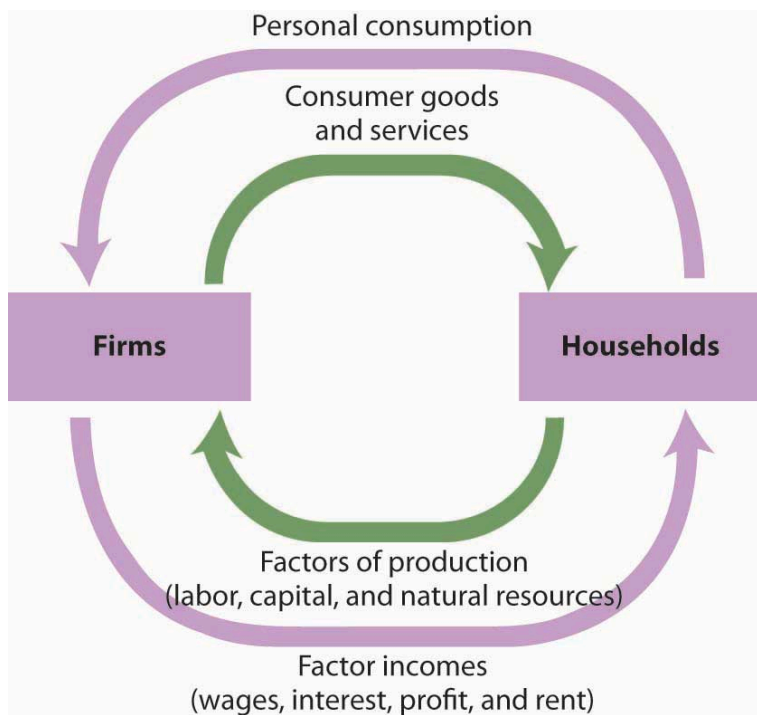 Personal consumption
Consumer goods
and services
Firms
Households
Factors of production
(labor, capital, and natural resources)
Factor incomes
(wages, interest, profit, and rent)